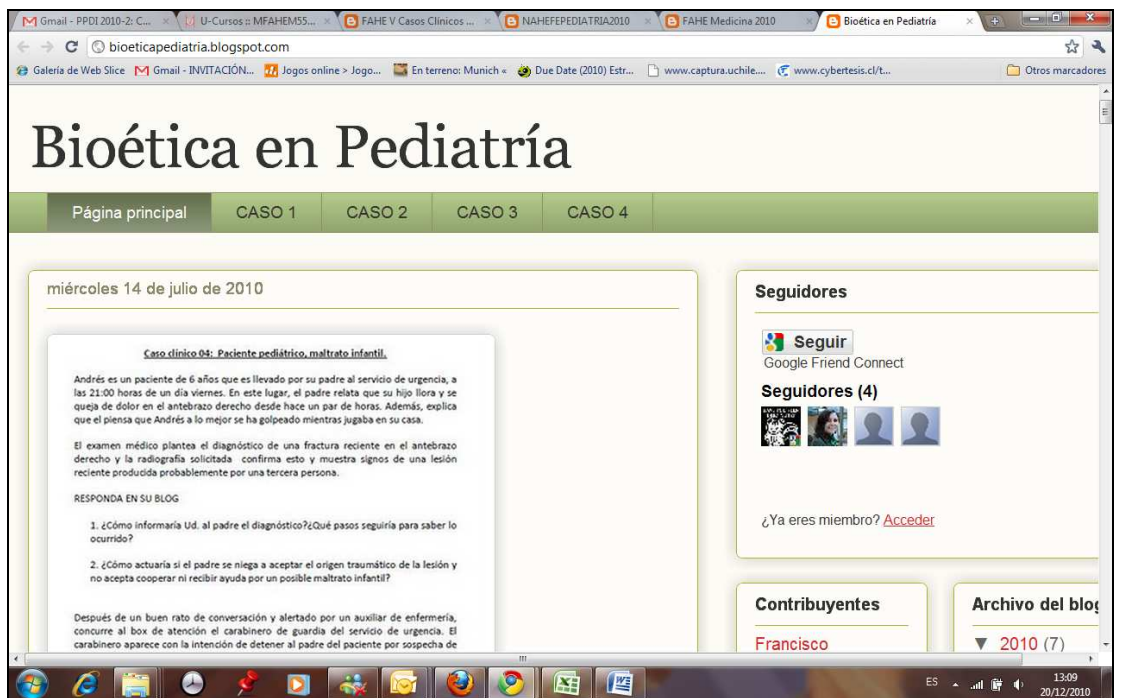 Gmail - PPDI 2010-2: C...
U-Cursos :: MFAHEM55...
FAHE V Casos Clínicos ...
NAHEFEPEDIATRIA2010
FAHE Medicina 2010
Bioética en Pediatría
bioeticapediatria.blogspot.com
Galería de Web Slice
Gmail - INVITACIÓN...
Jogos online > Jogo...
En terreno: Munich «
Due Date (2010) Estr...
www.captura.uchile....
www.cybertesis.cl/t...
Otros marcadores
Bioética en Pediatría
Página principal
CASO 1
CASO 2
CASO 3
CASO 4
miércoles 14 de julio de 2010
Caso clínico 04: Paciente pediátrico, maltrato infantil.
Andrés es un paciente de 6 años que es llevado por su padre al servicio de urgencia, a
las 21:00 horas de un día viernes. En este lugar, el padre relata que su hijo llora y se
queja de dolor en el antebrazo derecho desde hace un par de horas. Además, explica
que el piensa que Andrés a lo mejor se ha golpeado mientras jugaba en su casa.
El examen médico plantea el diagnóstico de una fractura reciente en el antebrazo
derecho y la radiografía solicitada confirma esto y muestra signos de una lesión
reciente producida probablemente por una tercera persona.
RESPONDA EN SU BLOG
1. ¿Cómo informaría Ud. al padre el diagnóstico?¿Qué pasos seguiría para saber lo
ocurrido?
2. ¿Cómo actuaría si el padre se niega a aceptar el origen traumático de la lesión y
no acepta cooperar ni recibir ayuda por un posible maltrato infantil?
Después de un buen rato de conversación y alertado por un auxiliar de enfermería,
concurre al box de atención el carabinero de guardia del servicio de urgencia. El
carabinero aparece con la intención de detener al padre del paciente por sospecha de
Seguidores
Seguir
Google Friend Connect
Seguidores (4)
¿Ya eres miembro? Acceder
Contribuyentes
Francisco
Archivo del blog
▼ 2010 (7)
ES
13:09
20/12/2010